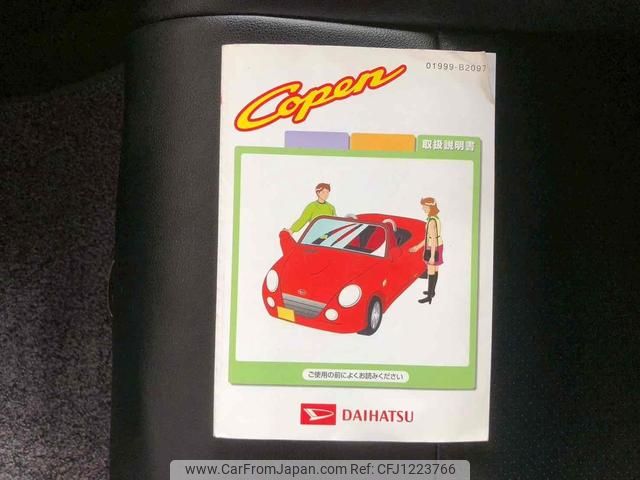 01999-B2097
Copen
取扱説明書
ご使用の前によくお読みください
DAIHATSU
www.CarFromJapan.com CFJ1223766